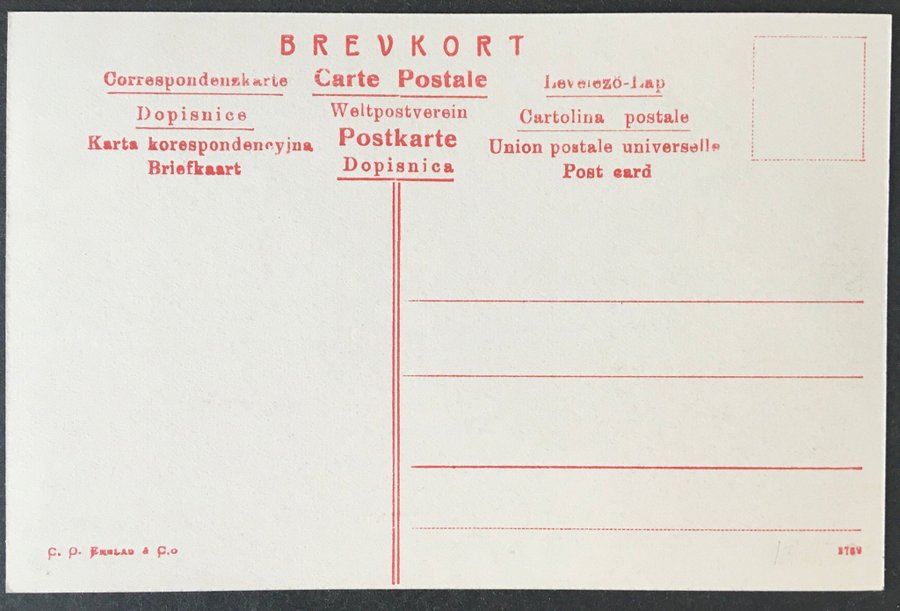 BREVKORT
Correspondenzkarte
Carte Postale
Levelező-Lap
Dopisnice
Weltpostverein
Cartolina postale
Karta korespondencyjna
Postkarte
Union postale universelle
Briefkaart
Dopisnica
Post card
C. O. & C.o